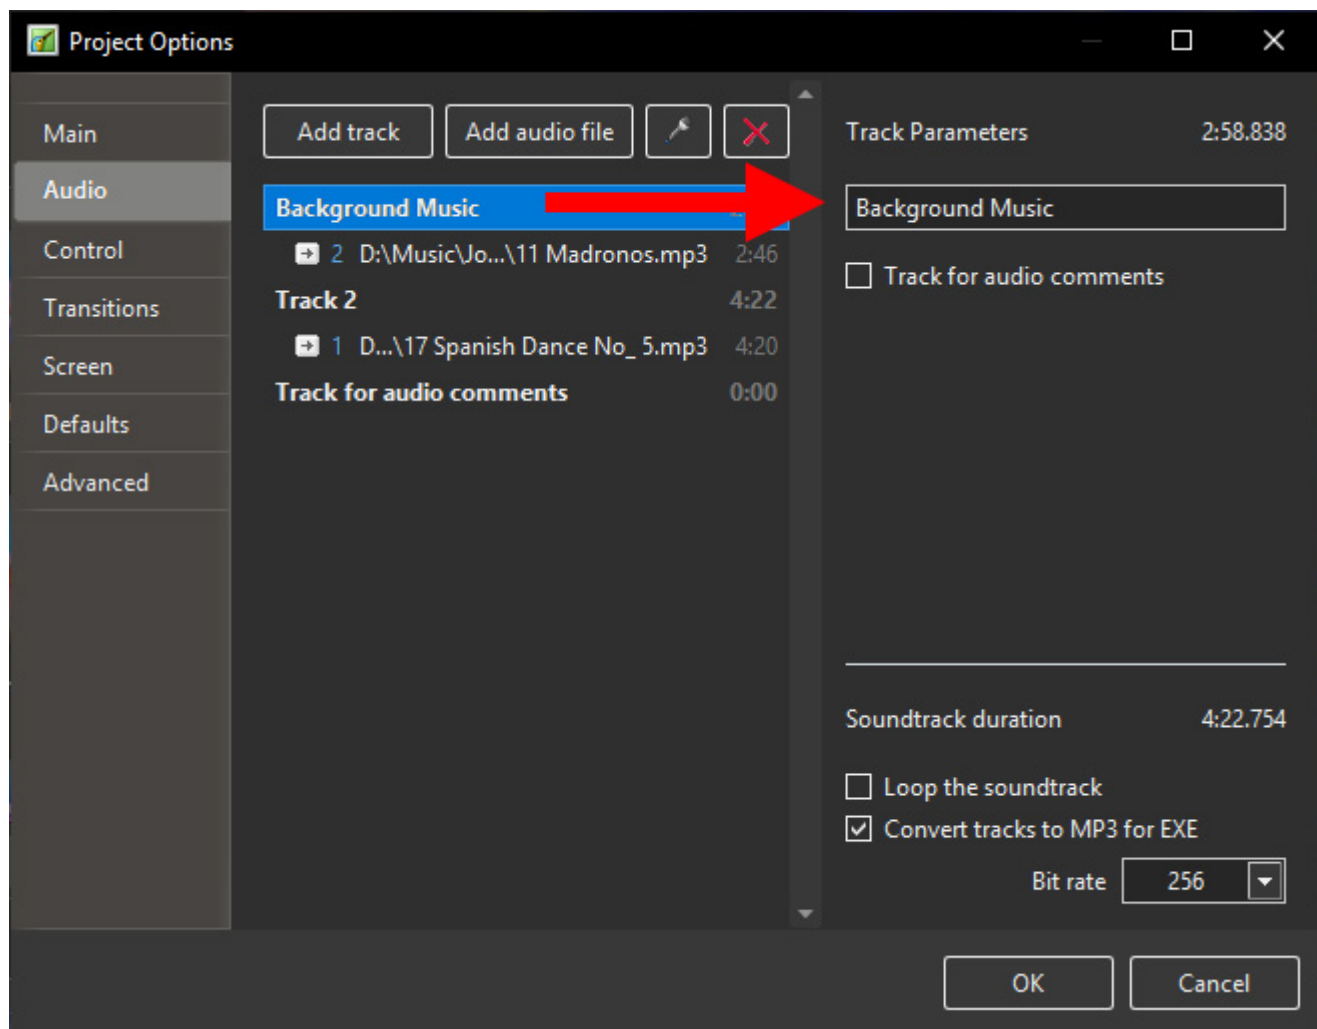 Project Options
Main
Audio
Control
Transitions
Screen
Defaults
Advanced
Add track
Add audio file
Background Music
2 D:\Music\Jo...\11 Madronos.mp3 2:46
Track 2 4:22
1 D...\17 Spanish Dance No_ 5.mp3 4:20
Track for audio comments 0:00
Track Parameters 2:58.838
Background Music
Track for audio comments
Soundtrack duration 4:22.754
Loop the soundtrack
Convert tracks to MP3 for EXE
Bit rate 256
OK Cancel